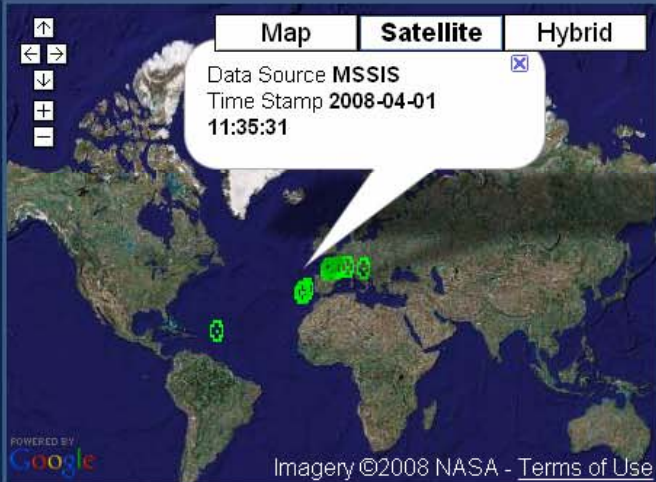 Map Satellite Hybrid
Data Source MSSIS
Time Stamp 2008-04-01
11:35:31
POWERED BY
Google
Imagery ©2008 NASA - Terms of Use